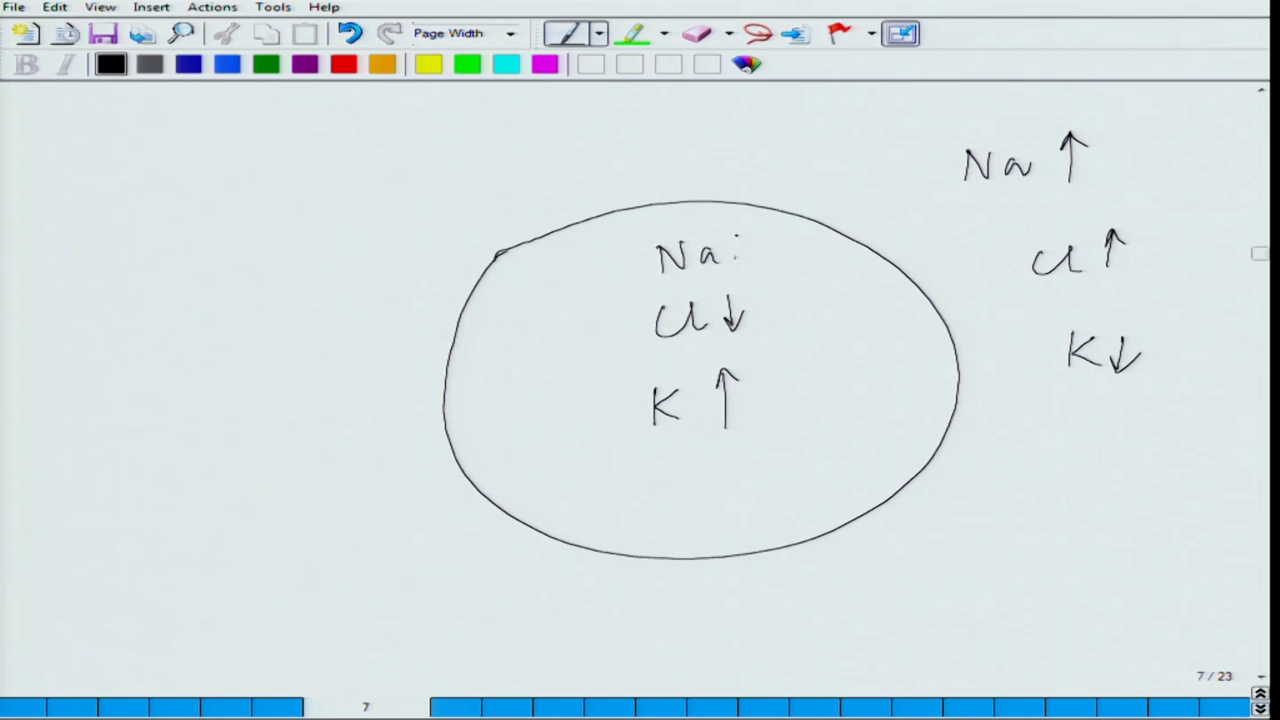 File Edit View Insert Actions Tools Help
Page Width
B I
Na ↑
Na :
Cl ↑
Cl ↓
K ↓
K ↑
7 / 23
7